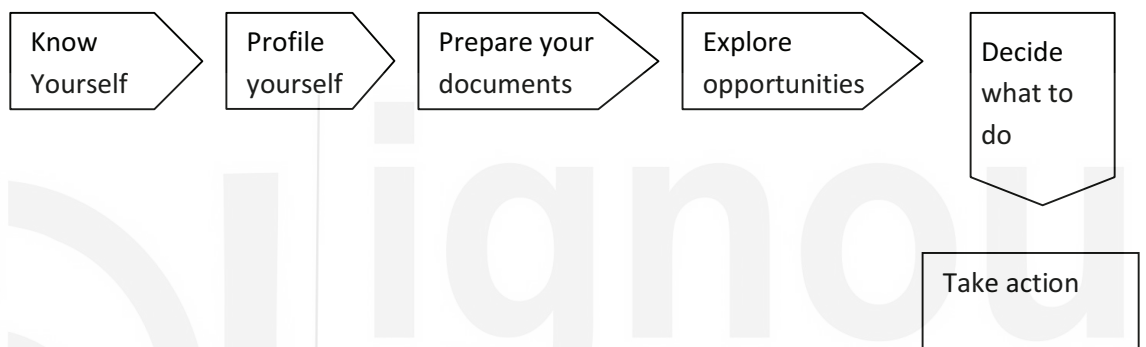 Know
Yourself
Profile
yourself
Prepare your
documents
Explore
opportunities
Decide
what to
do
Take action
ignou